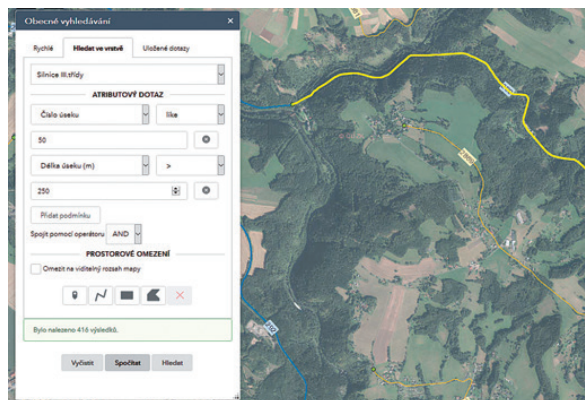 Obecné vyhledávání ×
Rychlé Hledat ve vrstvě Uložené dotazy
Silnice III.třídy
ATRIBUTOVÝ DOTAZ
Číslo úseku like
50
Délka úseku (m) >
250
Přidat podmínku
Spojit pomocí operátoru AND
PROSTOROVÉ OMEZENÍ
Omezit na viditelný rozsah mapy
Bylo nalezeno 416 výsledků.
Vyčistit Spočítat Hledat